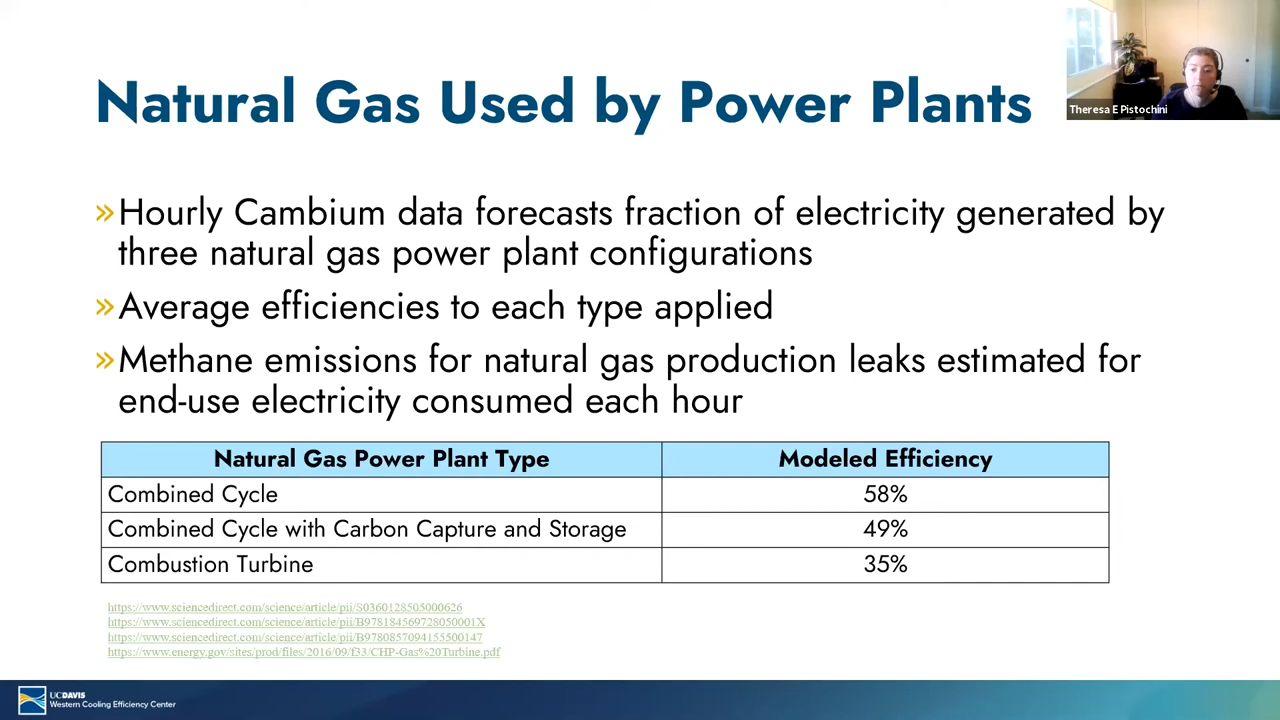 Natural Gas Used by Power Plants
Theresa E Pistochini
»Hourly Cambium data forecasts fraction of electricity generated by
three natural gas power plant configurations
»Average efficiencies to each type applied
»Methane emissions for natural gas production leaks estimated for
end-use electricity consumed each hour
Natural Gas Power Plant Type Modeled Efficiency
Combined Cycle 58%
Combined Cycle with Carbon Capture and Storage 49%
Combustion Turbine 35%
https://www.sciencedirect.com/science/article/pii/S0360128505000626
https://www.sciencedirect.com/science/article/pii/B978184569728050001X
https://www.sciencedirect.com/science/article/pii/B9780857094155500147
https://www.energy.gov/sites/prod/files/2016/09/f33/CHP-Gas%20Turbine.pdf
UCDAVIS
Western Cooling Efficiency Center